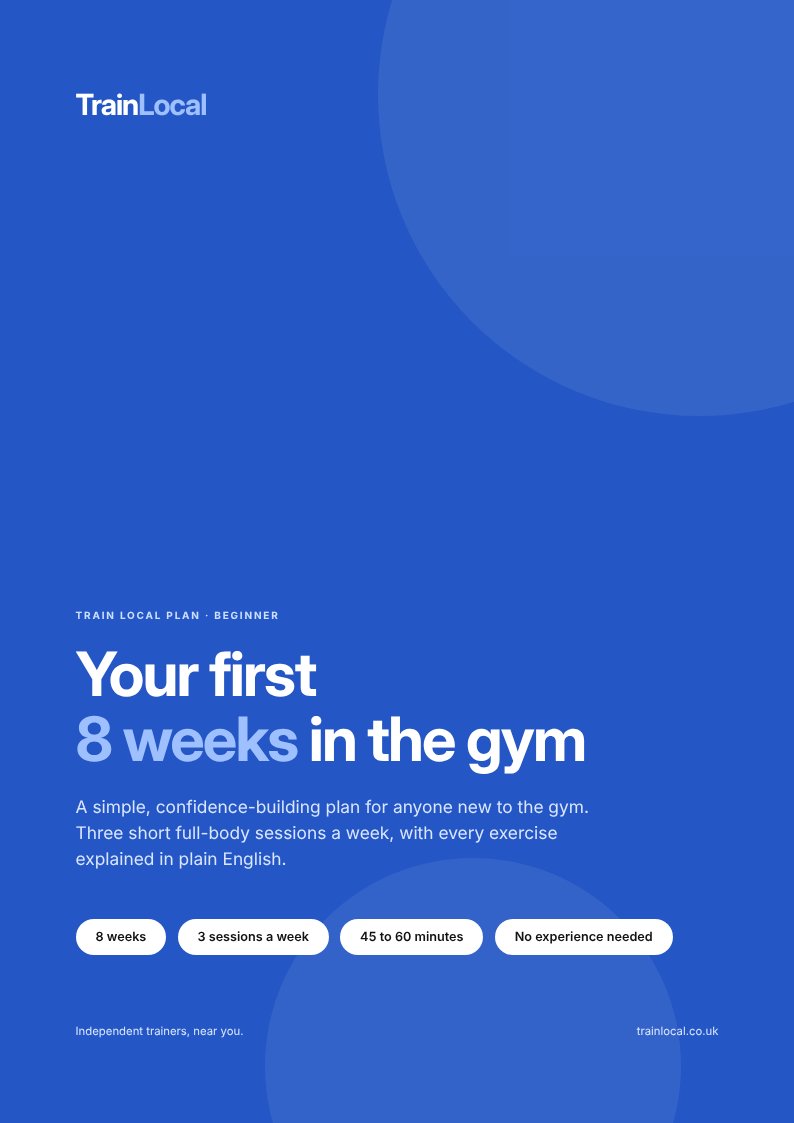 TrainLocal
TRAIN LOCAL PLAN · BEGINNER
Your first
8 weeks in the gym
A simple, confidence-building plan for anyone new to the gym.
Three short full-body sessions a week, with every exercise
explained in plain English.
8 weeks
3 sessions a week
45 to 60 minutes
No experience needed
Independent trainers, near you.
trainlocal.co.uk